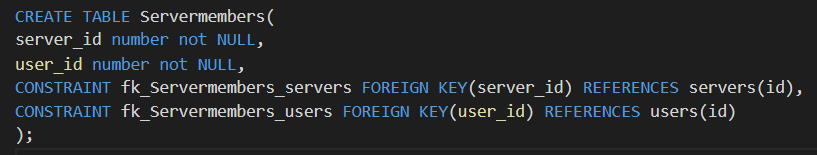 CREATE TABLE Servermembers(
server_id number not NULL,
user_id number not NULL,
CONSTRAINT fk_Servermembers_servers FOREIGN KEY(server_id) REFERENCES servers(id),
CONSTRAINT fk_Servermembers_users FOREIGN KEY(user_id) REFERENCES users(id)
);